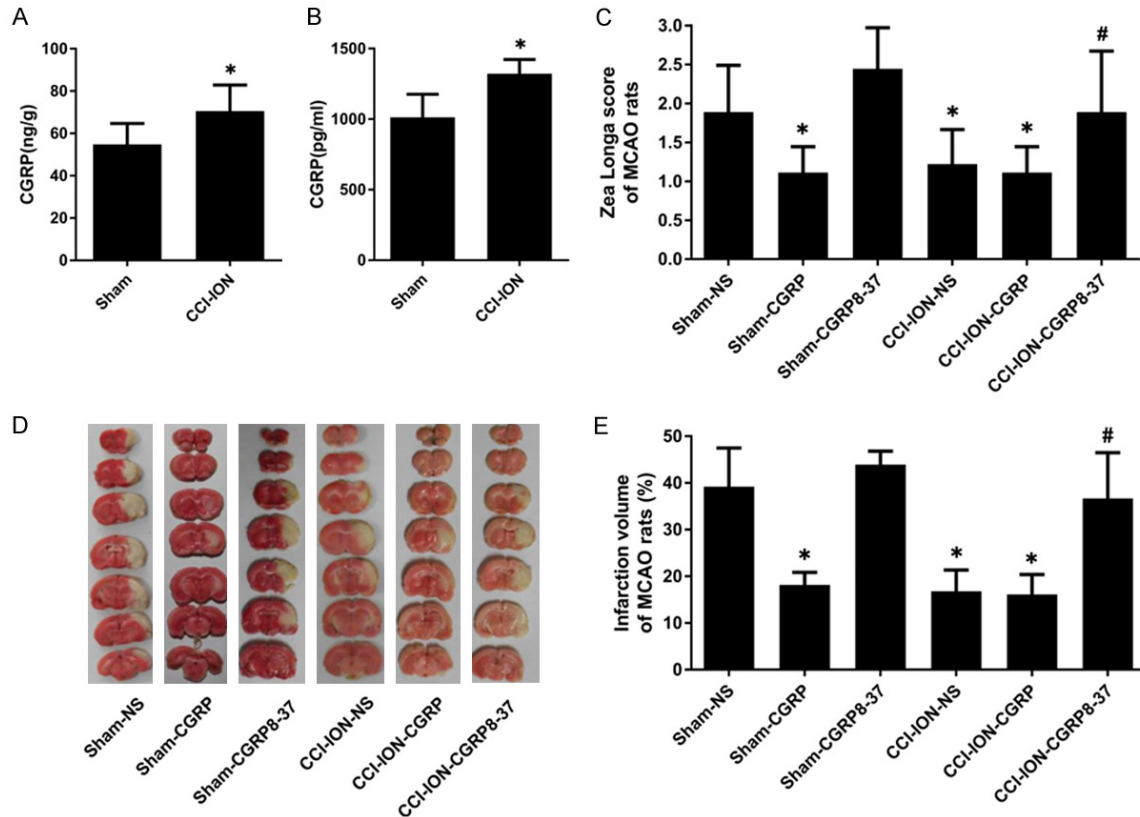 A
CGRP(ng/g)
100
80
60
40
20
0
*
Sham
CCI-ION
B
CGRP(pg/ml)
1500
1000
500
0
*
Sham
CCI-ION
C
Zea Longa score
of MCAO rats
3.0
2.5
2.0
1.5
1.0
0.5
0.0
*
*
*
#
Sham-NS
Sham-CGRP
Sham-CGRP8-37
CCI-ION-NS
CCI-ION-CGRP
CCI-ION-CGRP8-37
D
Sham-NS
Sham-CGRP
Sham-CGRP8-37
CCI-ION-NS
CCI-ION-CGRP
CCI-ION-CGRP8-37
E
Infarction volume
of MCAO rats (%)
50
40
30
20
10
0
*
*
*
#
Sham-NS
Sham-CGRP
Sham-CGRP8-37
CCI-ION-NS
CCI-ION-CGRP
CCI-ION-CGRP8-37